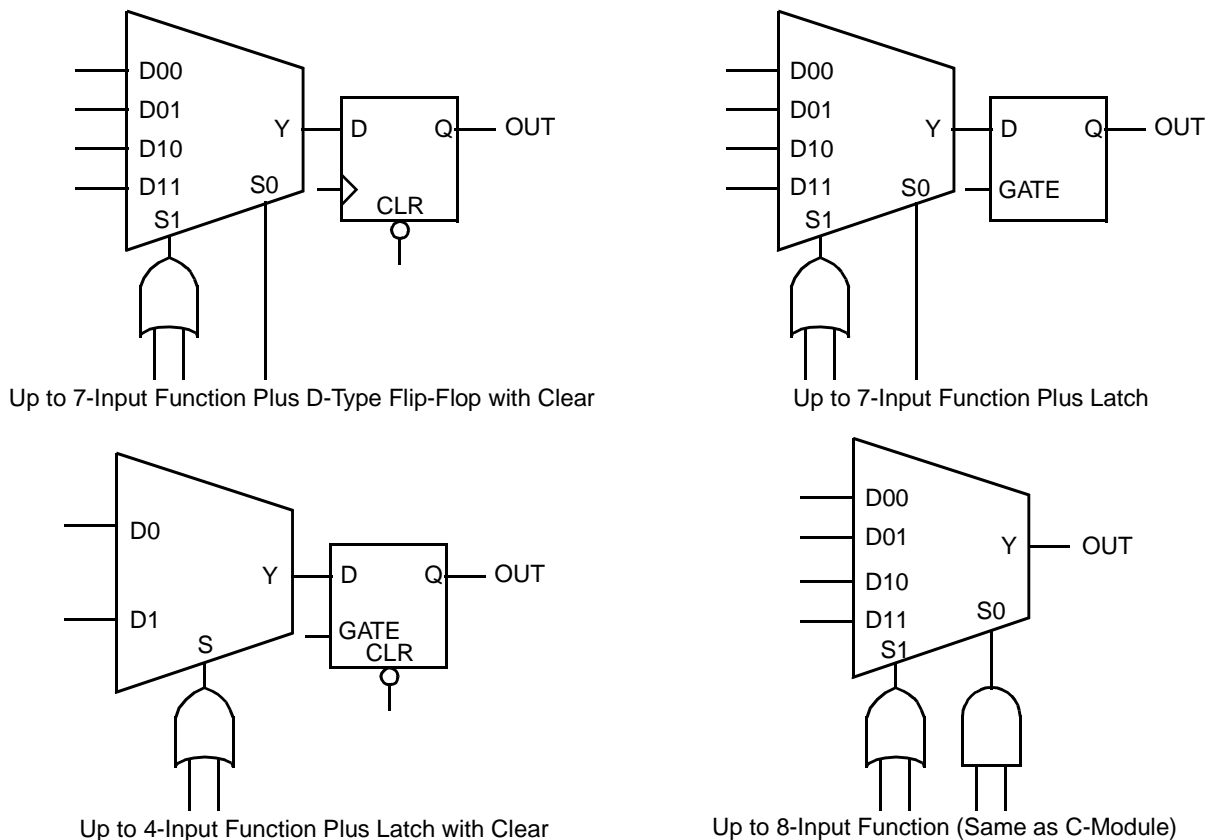 D00
D01
D10
D11
S1
S0
Y
D
Q
CLR
OUT
Up to 7-Input Function Plus D-Type Flip-Flop with Clear
D00
D01
D10
D11
S1
S0
Y
D
Q
GATE
OUT
Up to 7-Input Function Plus Latch
D0
D1
S
Y
D
Q
GATE
CLR
OUT
Up to 4-Input Function Plus Latch with Clear
D00
D01
D10
D11
S1
S0
Y
OUT
Up to 8-Input Function (Same as C-Module)